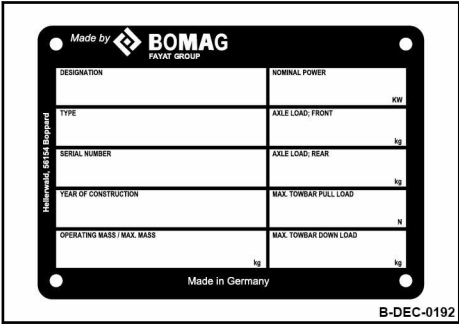 Made by BOMAG
FAYAT GROUP
Hellerwald, 56154 Boppard
DESIGNATION
NOMINAL POWER
KW
TYPE
AXLE LOAD; FRONT
kg
SERIAL NUMBER
AXLE LOAD; REAR
kg
YEAR OF CONSTRUCTION
MAX. TOWBAR PULL LOAD
N
OPERATING MASS / MAX. MASS
kg
MAX. TOWBAR DOWN LOAD
kg
Made in Germany
B-DEC-0192